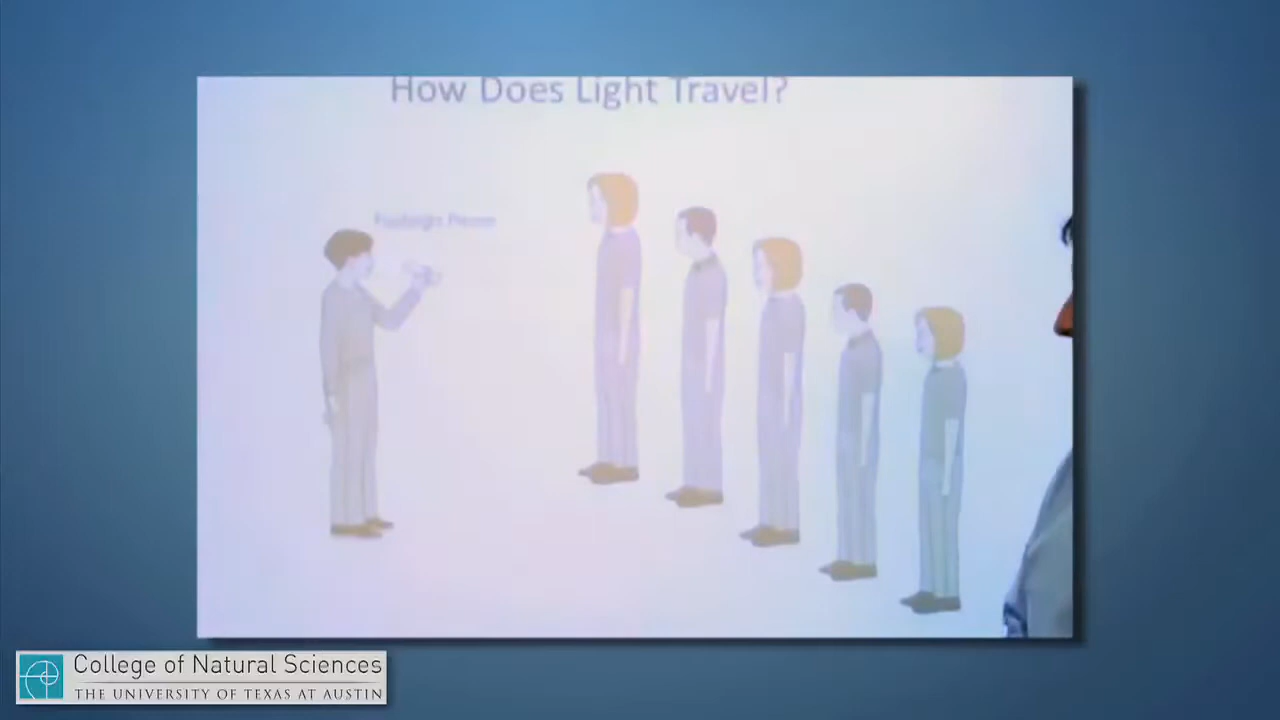 How Does Light Travel?
College of Natural Sciences
THE UNIVERSITY OF TEXAS AT AUSTIN